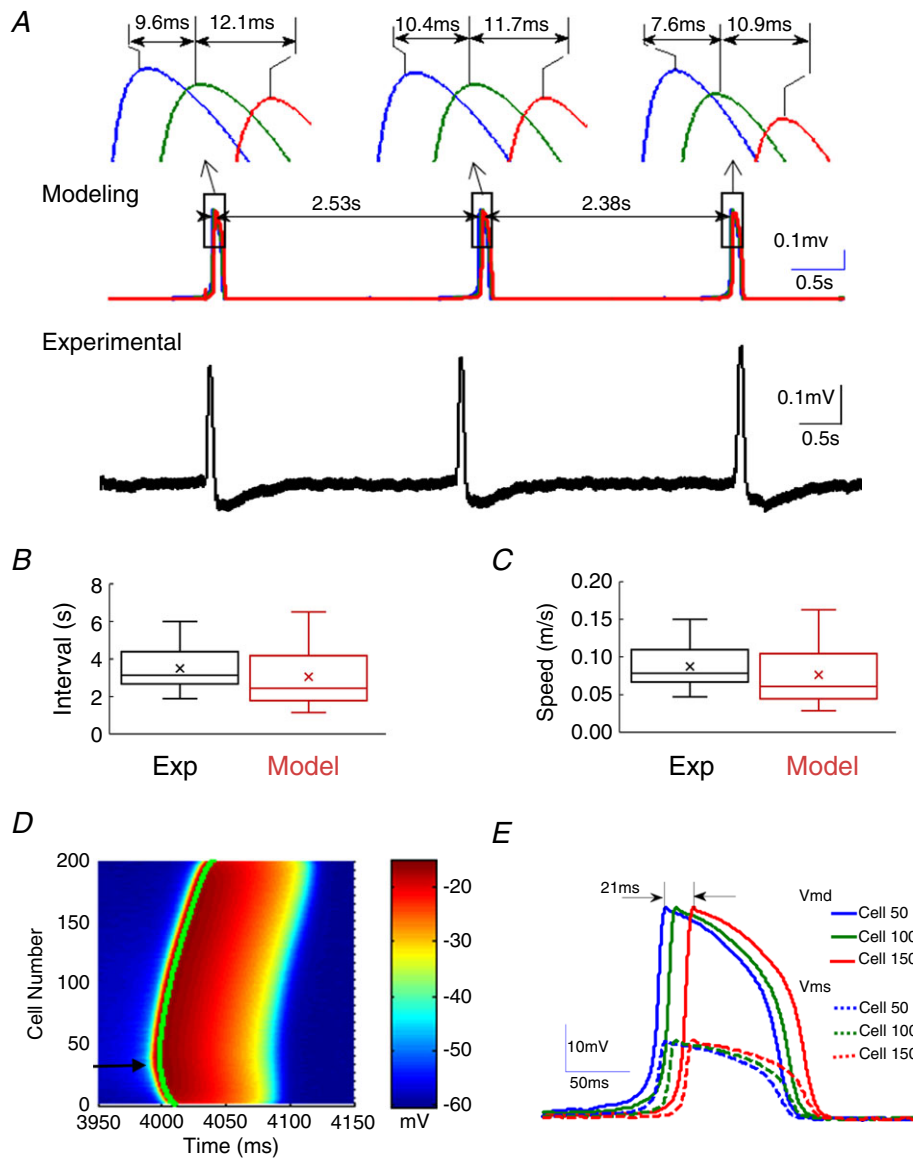 A
9.6ms 12.1ms 10.4ms 11.7ms 7.6ms 10.9ms
Modeling
2.53s 2.38s
0.1mv
0.5s
Experimental
0.1mV
0.5s
B
Interval (s)
8
6
4
2
0
Exp Model
C
Speed (m/s)
0.20
0.15
0.10
0.05
0.00
Exp Model
D
Cell Number
200
150
100
50
0
3950 4000 4050 4100 4150
Time (ms)
-20
-30
-40
-50
-60
mV
E
21ms
Vmd
Cell 50
Cell 100
Cell 150
Vms
Cell 50
Cell 100
Cell 150
10mV
50ms